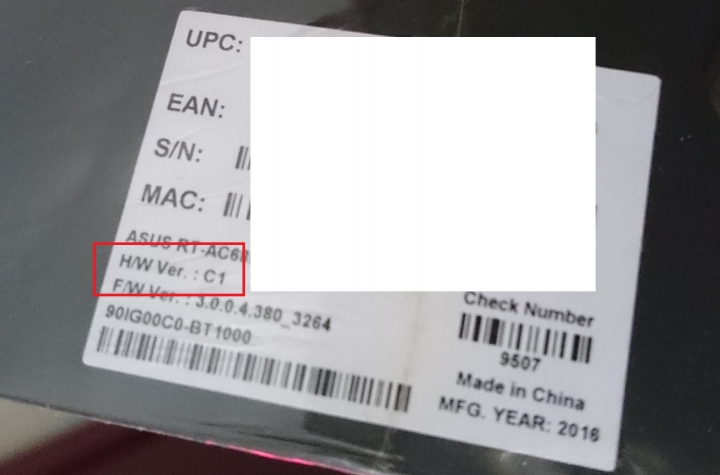 UPC:
EAN:
S/N:
MAC:
ASUS RT-AC68
H/W Ver. : C1
F/W Ver. : 3.0.0.4.380_3264
90IG00C0-BT1000
Check Number
9507
Made in China
MFG. YEAR: 2016